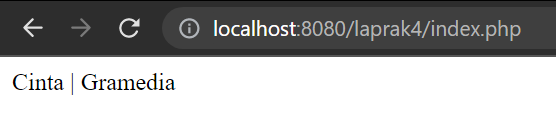 localhost:8080/laprak4/index.php
Cinta | Gramedia